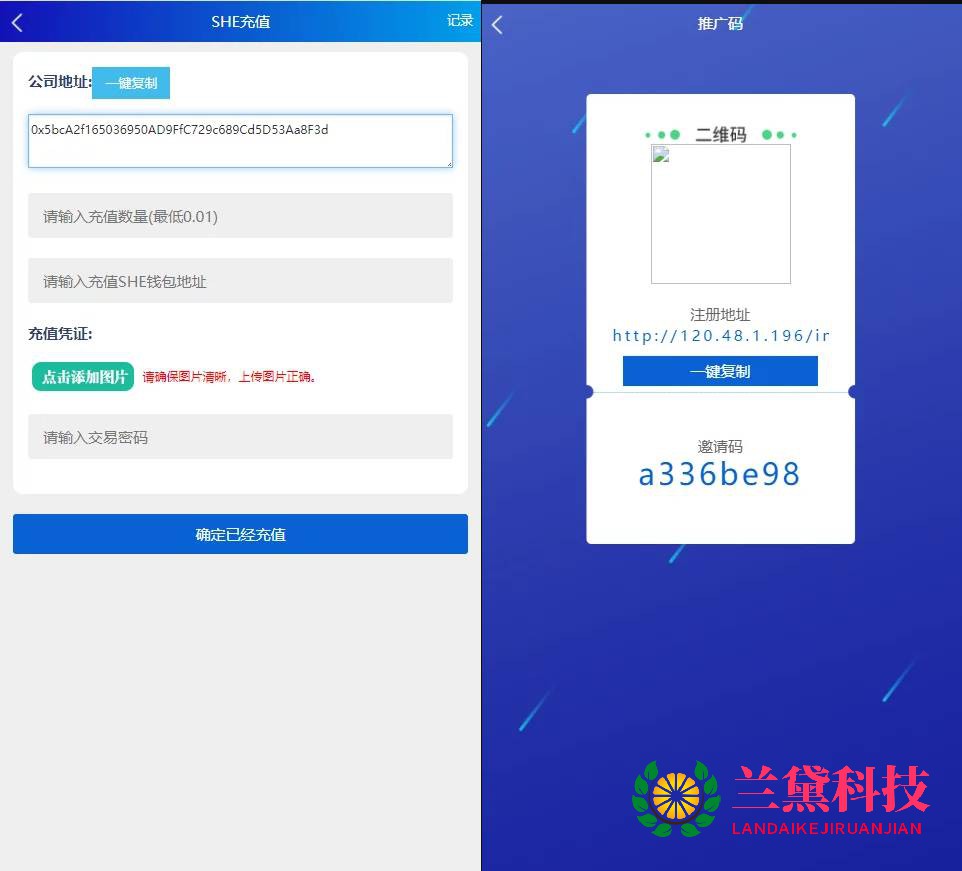 SHE充值
记录
公司地址:
一键复制
0x5bcA2f165036950AD9FfC729c689Cd5D53Aa8F3d
请输入充值数量(最低0.01)
请输入充值SHE钱包地址
充值凭证:
点击添加图片
请确保图片清晰，上传图片正确。
请输入交易密码
确定已经充值
推广码
二维码
注册地址
http://120.48.1.196/ir
一键复制
邀请码
a336be98
兰黛科技
LANDAIKEJIRUANJIAN